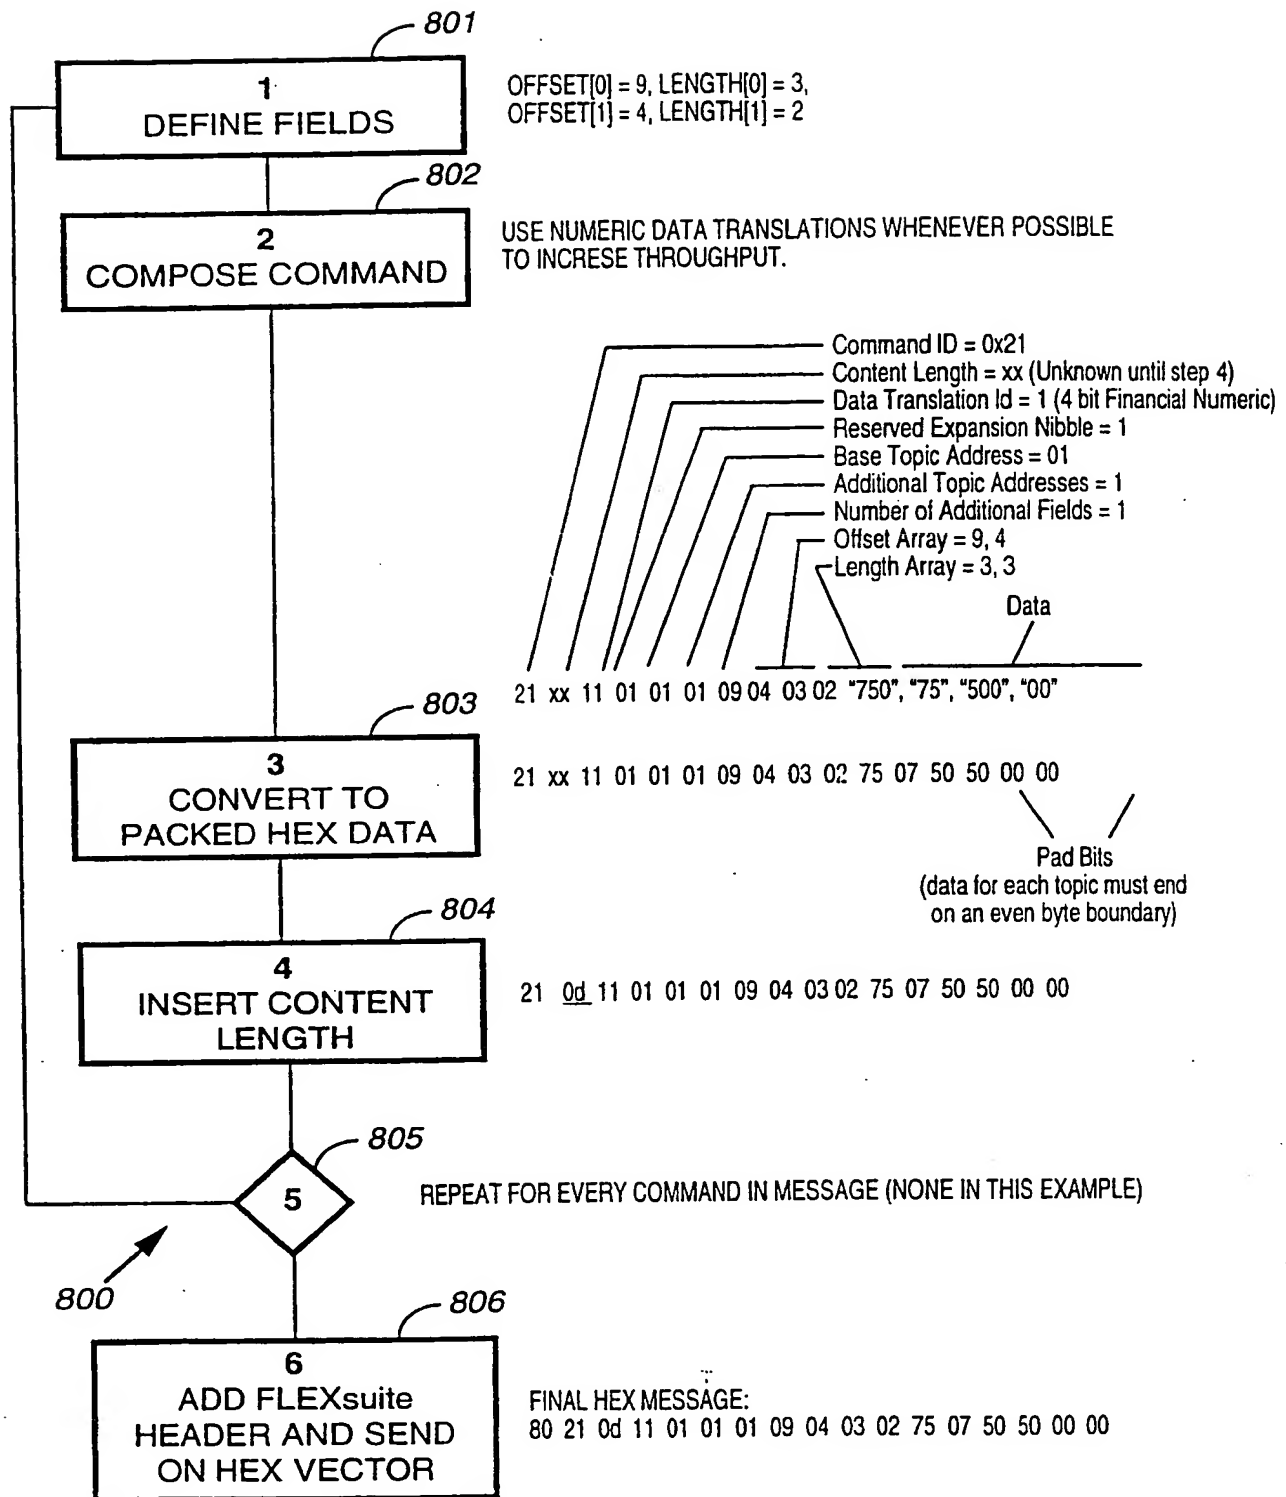 801
1
DEFINE FIELDS
OFFSET[0] = 9, LENGTH[0] = 3,
OFFSET[1] = 4, LENGTH[1] = 2
802
2
COMPOSE COMMAND
USE NUMERIC DATA TRANSLATIONS WHENEVER POSSIBLE
TO INCRESE THROUGHPUT.
Command ID = 0x21
Content Length = xx (Unknown until step 4)
Data Translation Id = 1 (4 bit Financial Numeric)
Reserved Expansion Nibble = 1
Base Topic Address = 01
Additional Topic Addresses = 1
Number of Additional Fields = 1
Offset Array = 9, 4
Length Array = 3, 3
Data
21 xx 11 01 01 01 09 04 03 02 "750", "75", "500", "00"
803
3
CONVERT TO
PACKED HEX DATA
21 xx 11 01 01 01 09 04 03 02 75 07 50 50 00 00
Pad Bits
(data for each topic must end
on an even byte boundary)
804
4
INSERT CONTENT
LENGTH
21 0d 11 01 01 01 09 04 03 02 75 07 50 50 00 00
805
5
REPEAT FOR EVERY COMMAND IN MESSAGE (NONE IN THIS EXAMPLE)
800
806
6
ADD FLEXsuite
HEADER AND SEND
ON HEX VECTOR
FINAL HEX MESSAGE:
80 21 0d 11 01 01 01 09 04 03 02 75 07 50 50 00 00